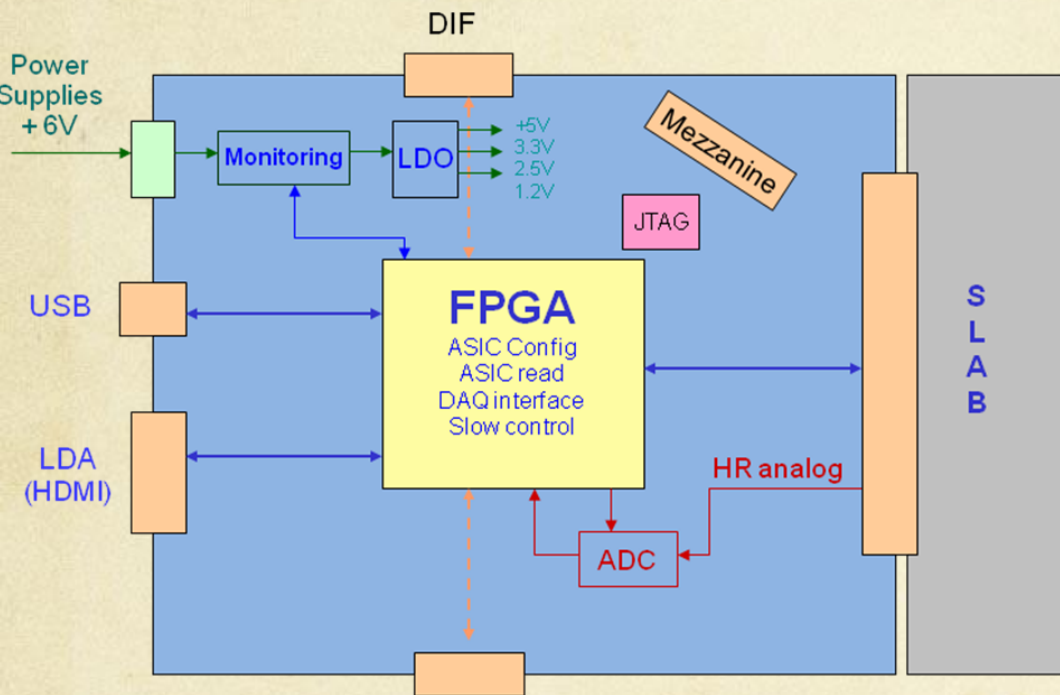 DIF
Power
Supplies
+ 6V
Monitoring
LDO
+5V
3.3V
2.5V
1.2V
Mezzanine
JTAG
USB
FPGA
ASIC Config
ASIC read
DAQ interface
Slow control
S
L
A
B
LDA
(HDMI)
HR analog
ADC